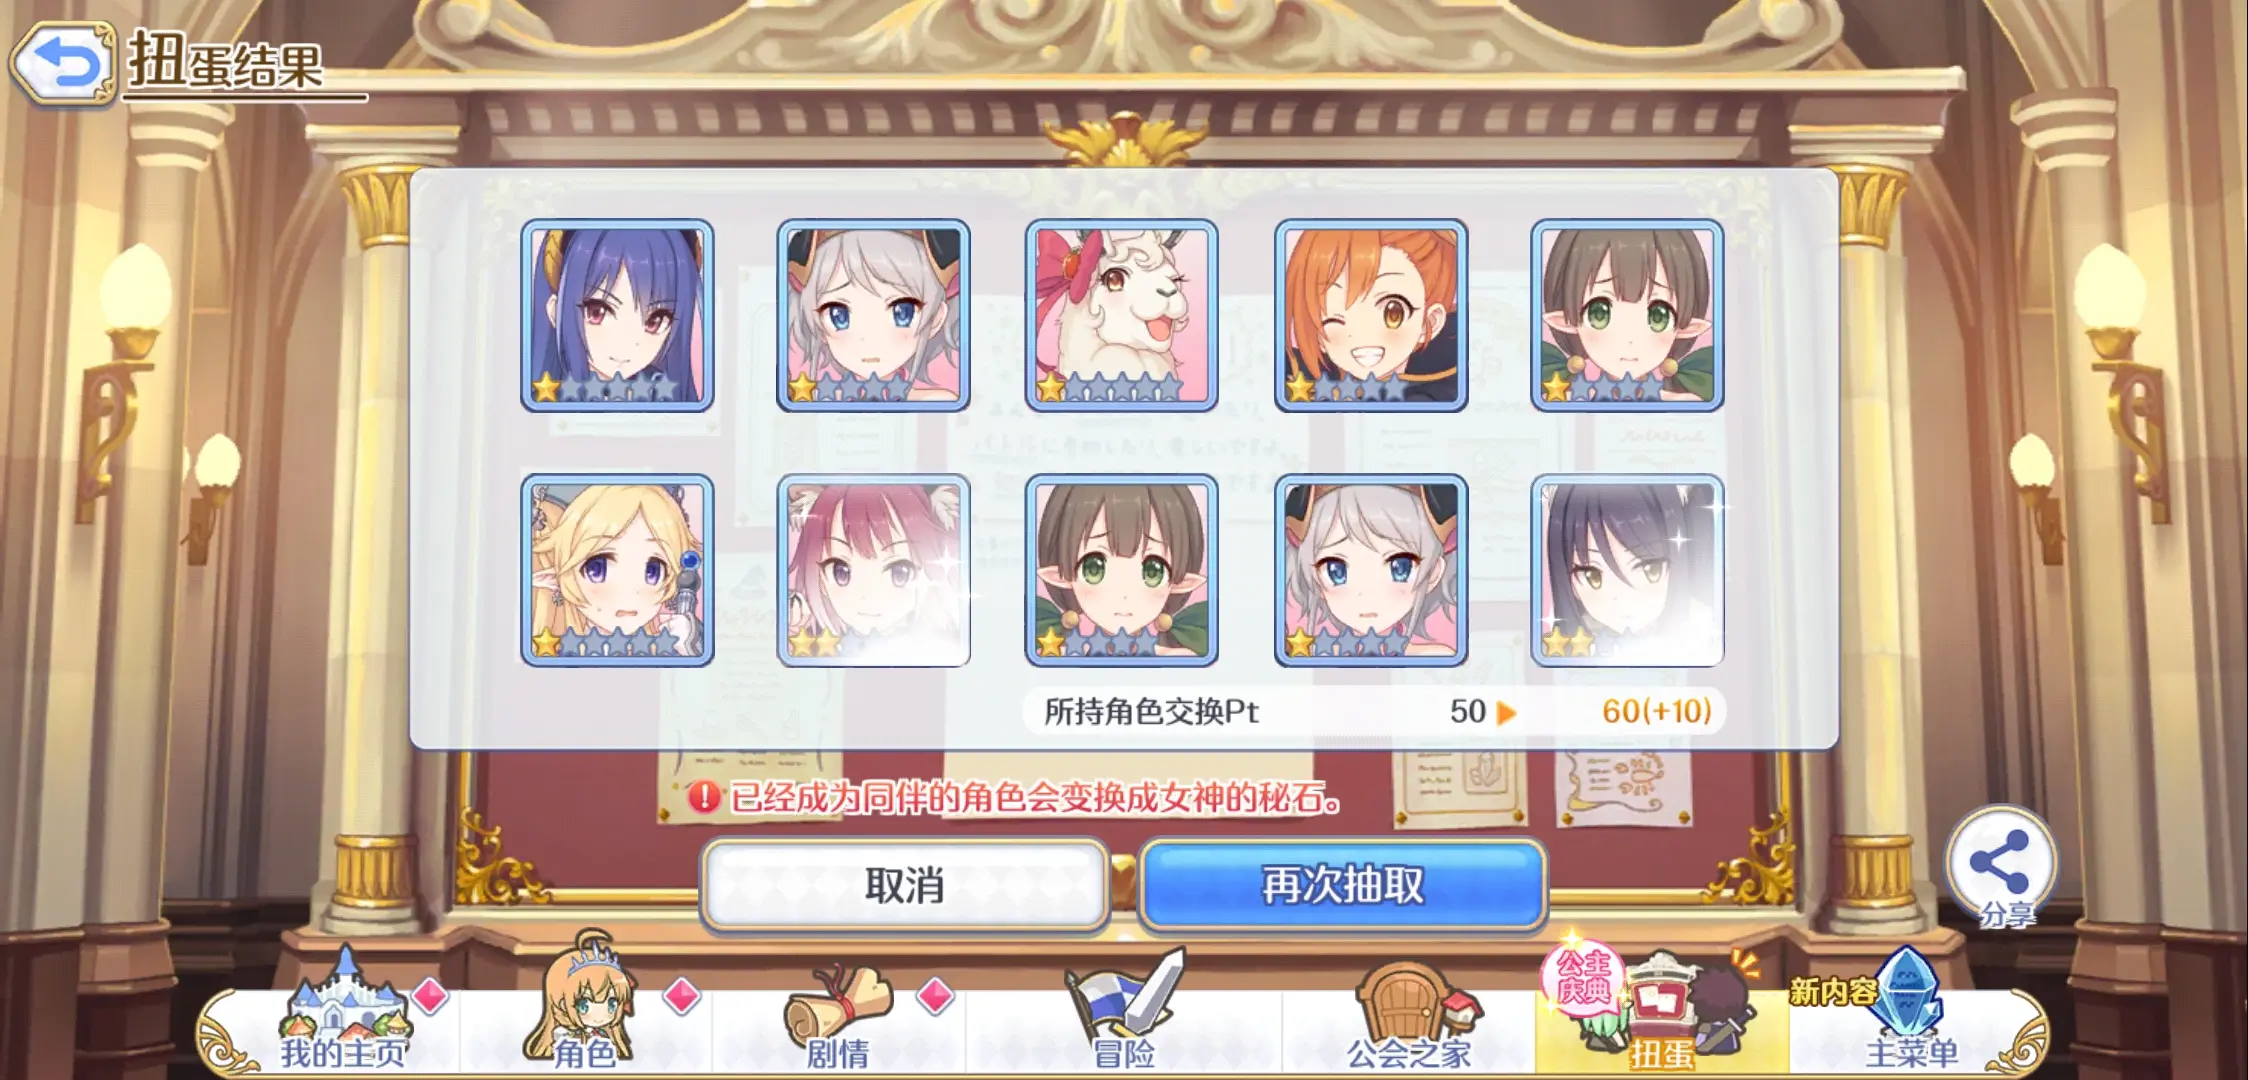 扭蛋结果
所持角色交换Pt 50 60(+10)
已经成为同伴的角色会变换成女神的秘石。
取消
再次抽取
分享
公主
庆典
新内容
我的主页
角色
剧情
冒险
公会之家
扭蛋
主菜单